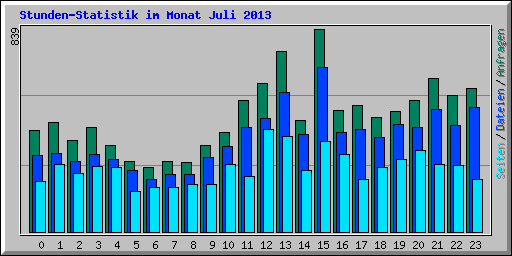 Stunden-Statistik im Monat Juli 2013
839
Seiten / Dateien / Anfragen
0 1 2 3 4 5 6 7 8 9 10 11 12 13 14 15 16 17 18 19 20 21 22 23